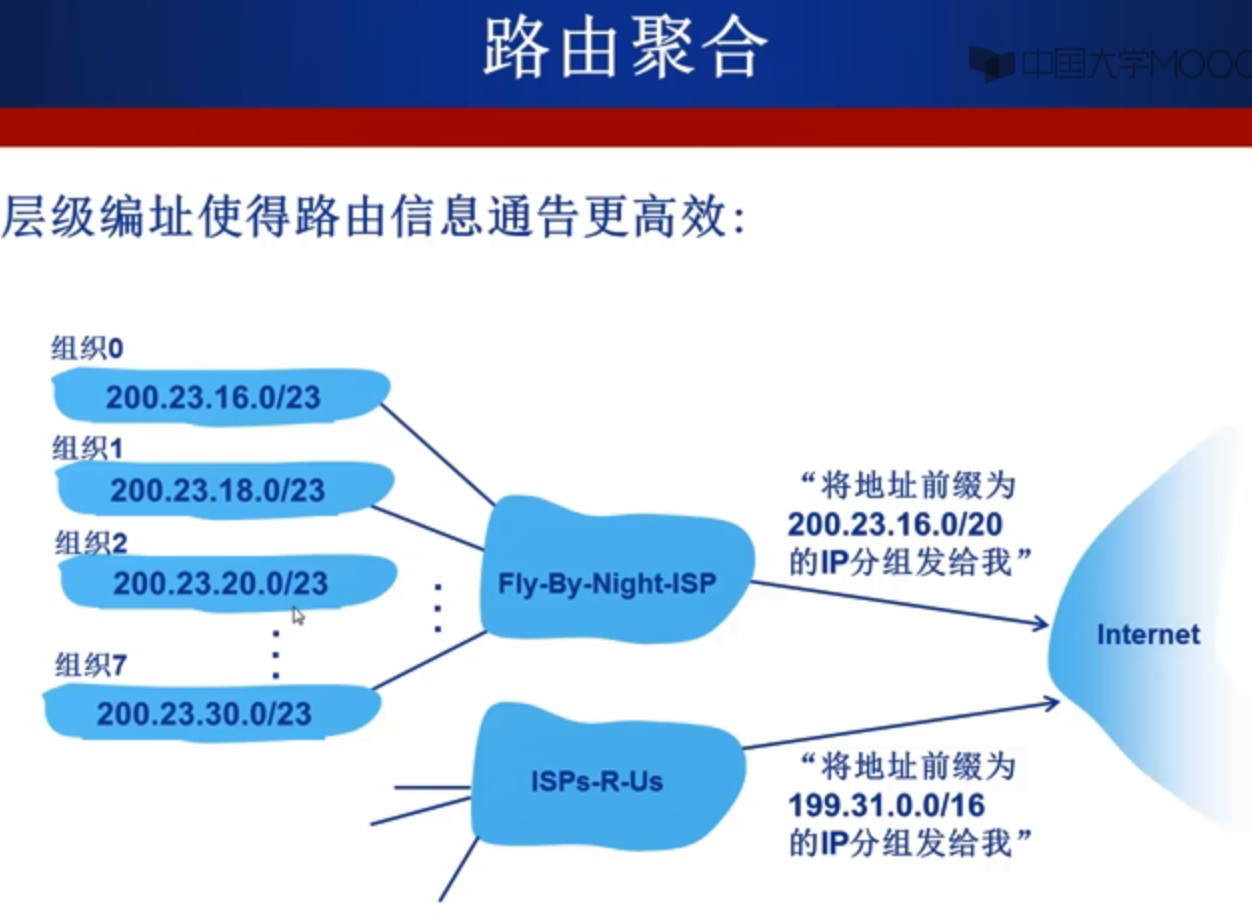 路由聚合
中国大学MOOC
层级编址使得路由信息通告更高效:
组织0
200.23.16.0/23
组织1
200.23.18.0/23
组织2
200.23.20.0/23
组织7
200.23.30.0/23
Fly-By-Night-ISP
“将地址前缀为
200.23.16.0/20
的IP分组发给我”
Internet
ISPs-R-Us
“将地址前缀为
199.31.0.0/16
的IP分组发给我”